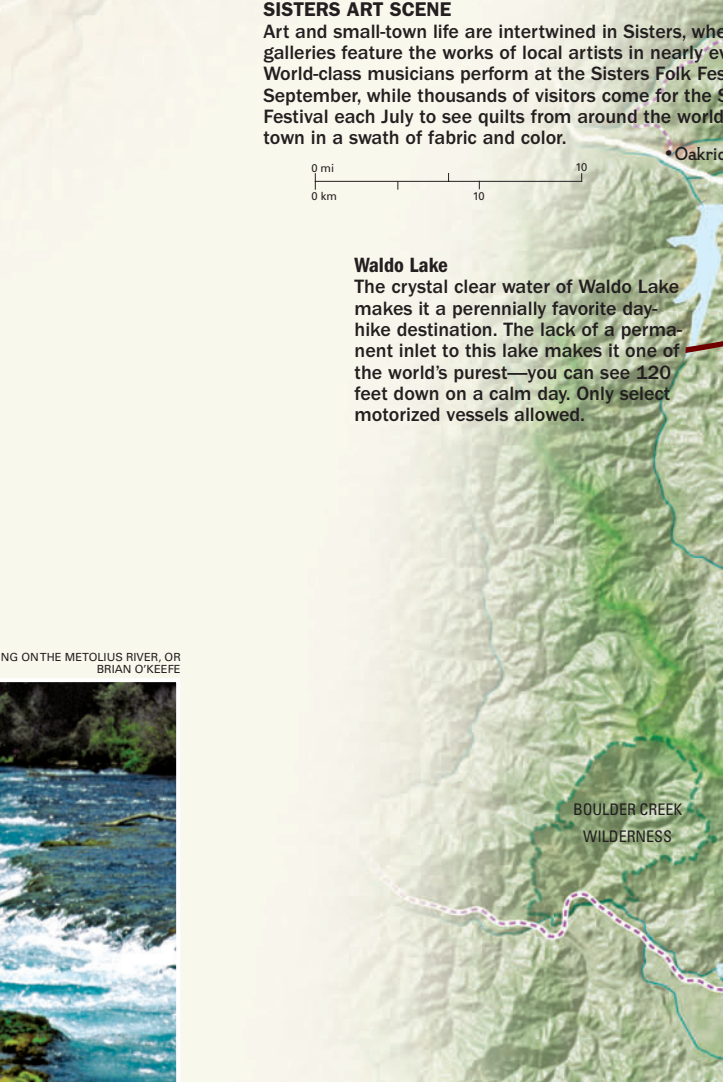 SISTERS ART SCENE
Art and small-town life are intertwined in Sisters,
galleries feature the works of local artists in nearly
World-class musicians perform at the Sisters Folk
September, while thousands of visitors come for the
Festival each July to see quilts from around the world
town in a swath of fabric and color.
Oakrid
0 mi 10
0 km 10
Waldo Lake
The crystal clear water of Waldo Lake
makes it a perennially favorite day-
hike destination. The lack of a perma-
nent inlet to this lake makes it one of
the world's purest—you can see 120
feet down on a calm day. Only select
motorized vessels allowed.
NG ON THE METOLIUS RIVER, OR
BRIAN O'KEEFE
BOULDER CREEK
WILDERNESS